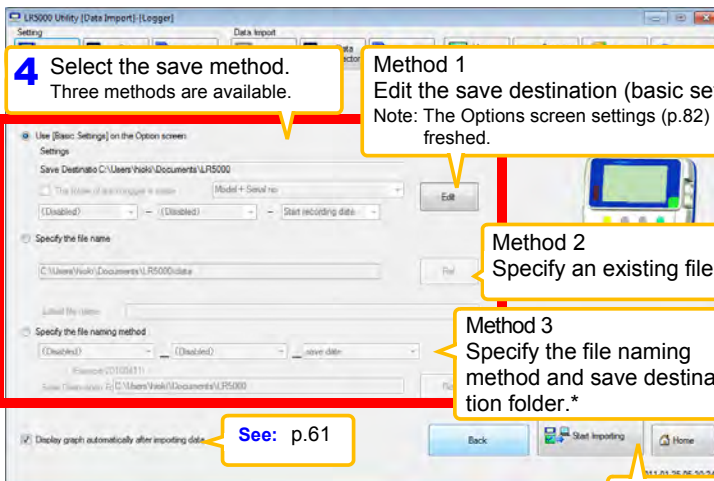 LR5000 Utility [Data Import]-[Logger]
Setting Data Import
4 Select the save method.
Three methods are available.
Method 1
Edit the save destination (basic se
Note: The Options screen settings (p.82)
freshed.
Use [Basic Settings] on the Option screen
Settings
Save Destinatio C:\Users\hioki\Documents\LR5000
Model + Serial no
Edit
(Disabled) - (Disabled) - Start recording date
Specify the file name
C:\Users\hioki\Documents\LR5000\data
Method 2
Specify an existing file
Specify the file naming method
(Disabled) _ (Disabled) _ save date
C:\Users\hioki\Documents\LR5000
Method 3
Specify the file naming
method and save destina
tion folder.*
Display graph automatically after importing data
See: p.61
Back Start Importing Home